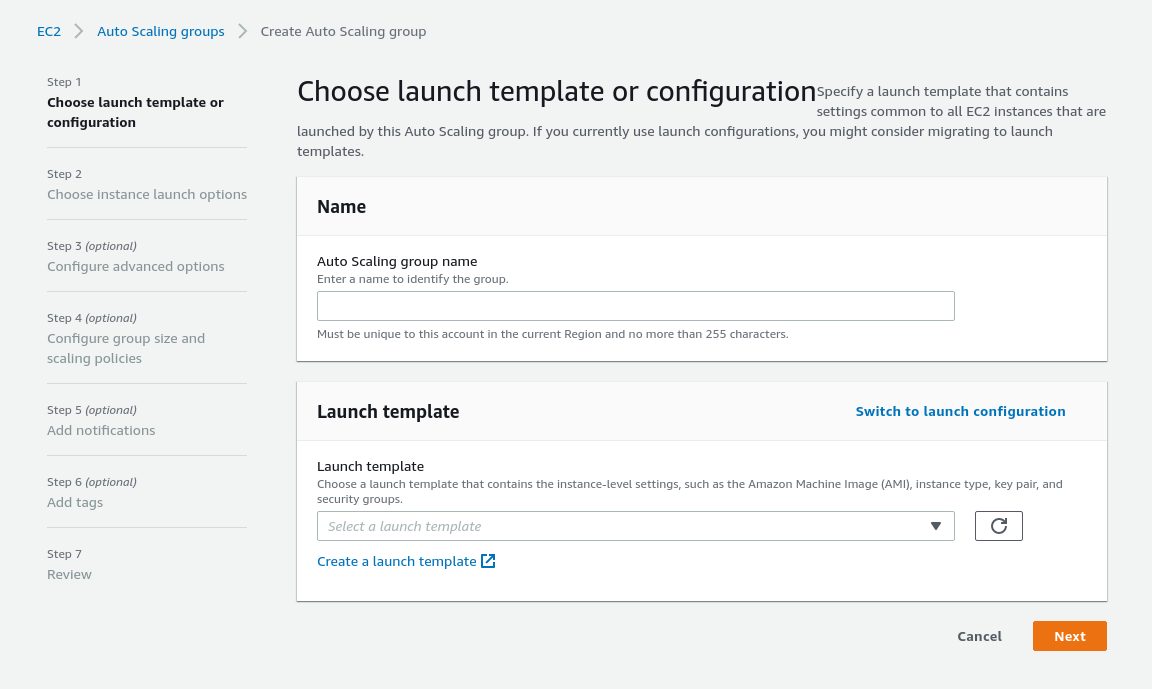 EC2 Auto Scaling groups Create Auto Scaling group
Step 1
Choose launch template or
configuration
Step 2
Choose instance launch options
Step 3 (optional)
Configure advanced options
Step 4 (optional)
Configure group size and
scaling policies
Step 5 (optional)
Add notifications
Step 6 (optional)
Add tags
Step 7
Review
Choose launch template or configuration
Specify a launch template that contains
settings common to all EC2 instances that are
launched by this Auto Scaling group. If you currently use launch configurations, you might consider migrating to launch
templates.
Name
Auto Scaling group name
Enter a name to identify the group.
Must be unique to this account in the current Region and no more than 255 characters.
Launch template
Switch to launch configuration
Launch template
Choose a launch template that contains the instance-level settings, such as the Amazon Machine Image (AMI), instance type, key pair, and
security groups.
Select a launch template
Create a launch template
Cancel
Next